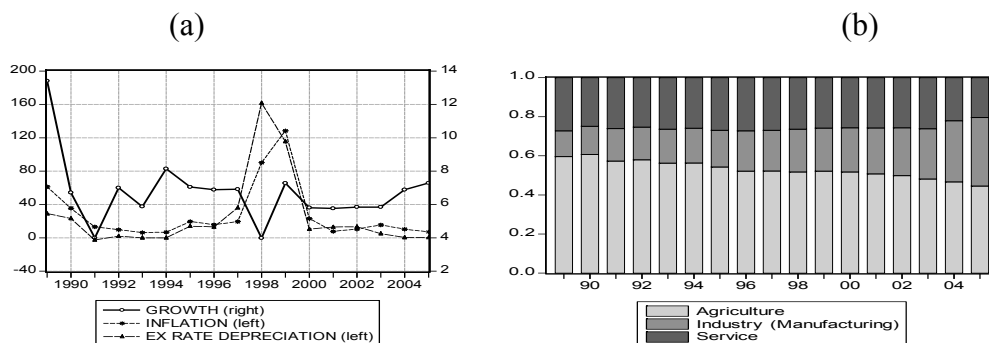 (a)
(b)
200
160
120
80
40
0
-40
14
12
10
8
6
4
2
1990 1992 1994 1996 1998 2000 2002 2004
GROWTH (right)
INFLATION (left)
EX RATE DEPRECIATION (left)
1.0
0.8
0.6
0.4
0.2
0.0
90 92 94 96 98 00 02 04
Agriculture
Industry (Manufacturing)
Service